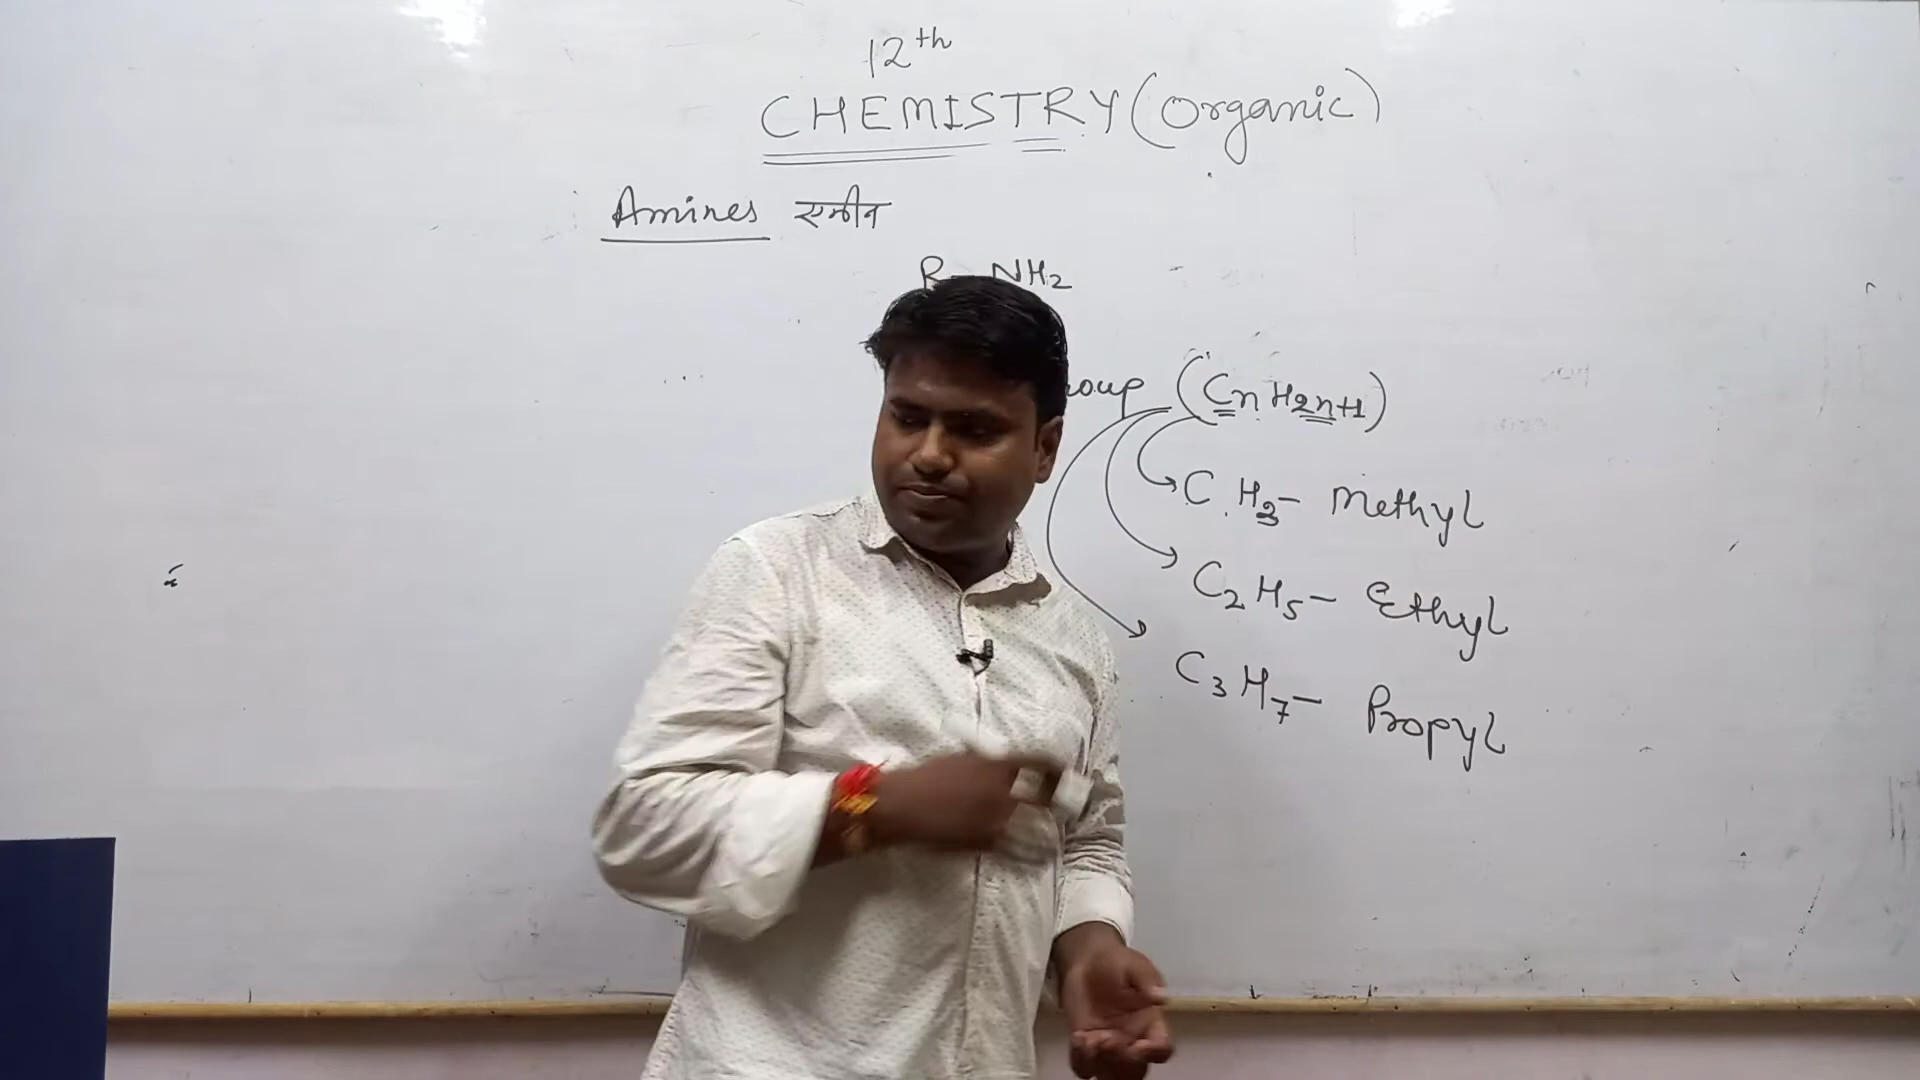 12th
CHEMISTRY (Organic)
Amines एमीन
R - NH2
oup (CnH2n+1)
CH3- Methyl
C2H5- Ethyl
C3H7- Propyl